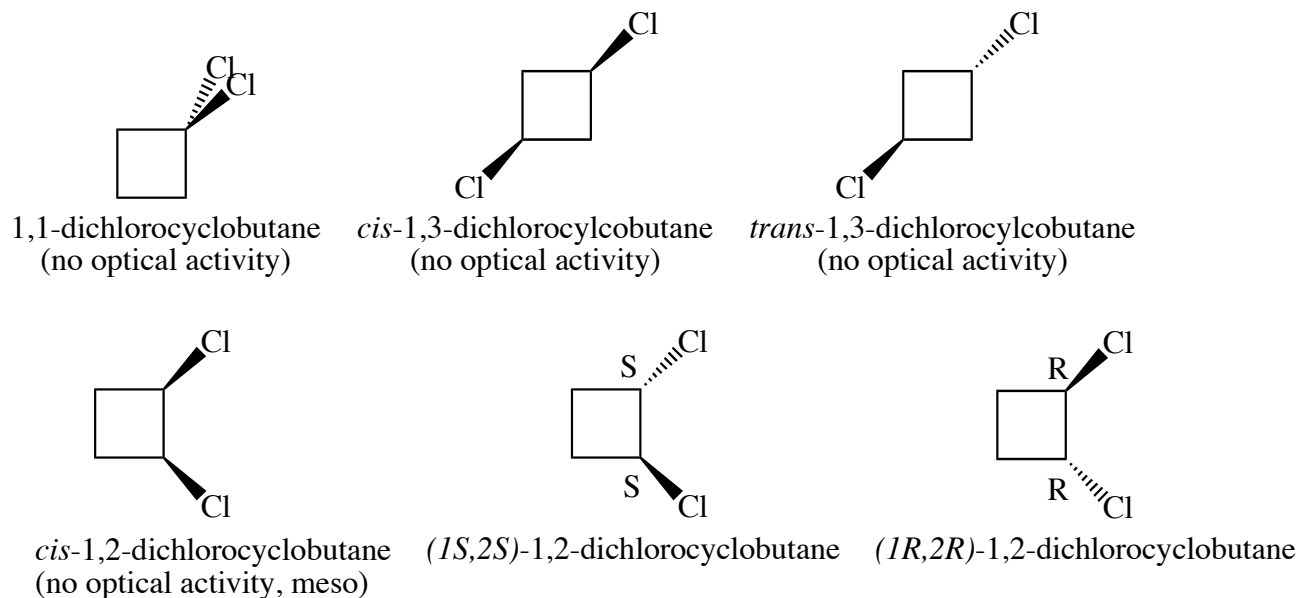 Cl
Cl
Cl
Cl
Cl
Cl
1,1-dichlorocyclobutane
(no optical activity)
cis-1,3-dichlorocylcobutane
(no optical activity)
trans-1,3-dichlorocylcobutane
(no optical activity)
Cl
Cl
cis-1,2-dichlorocyclobutane
(no optical activity, meso)
S
Cl
S
Cl
(1S,2S)-1,2-dichlorocyclobutane
R
Cl
R
Cl
(1R,2R)-1,2-dichlorocyclobutane